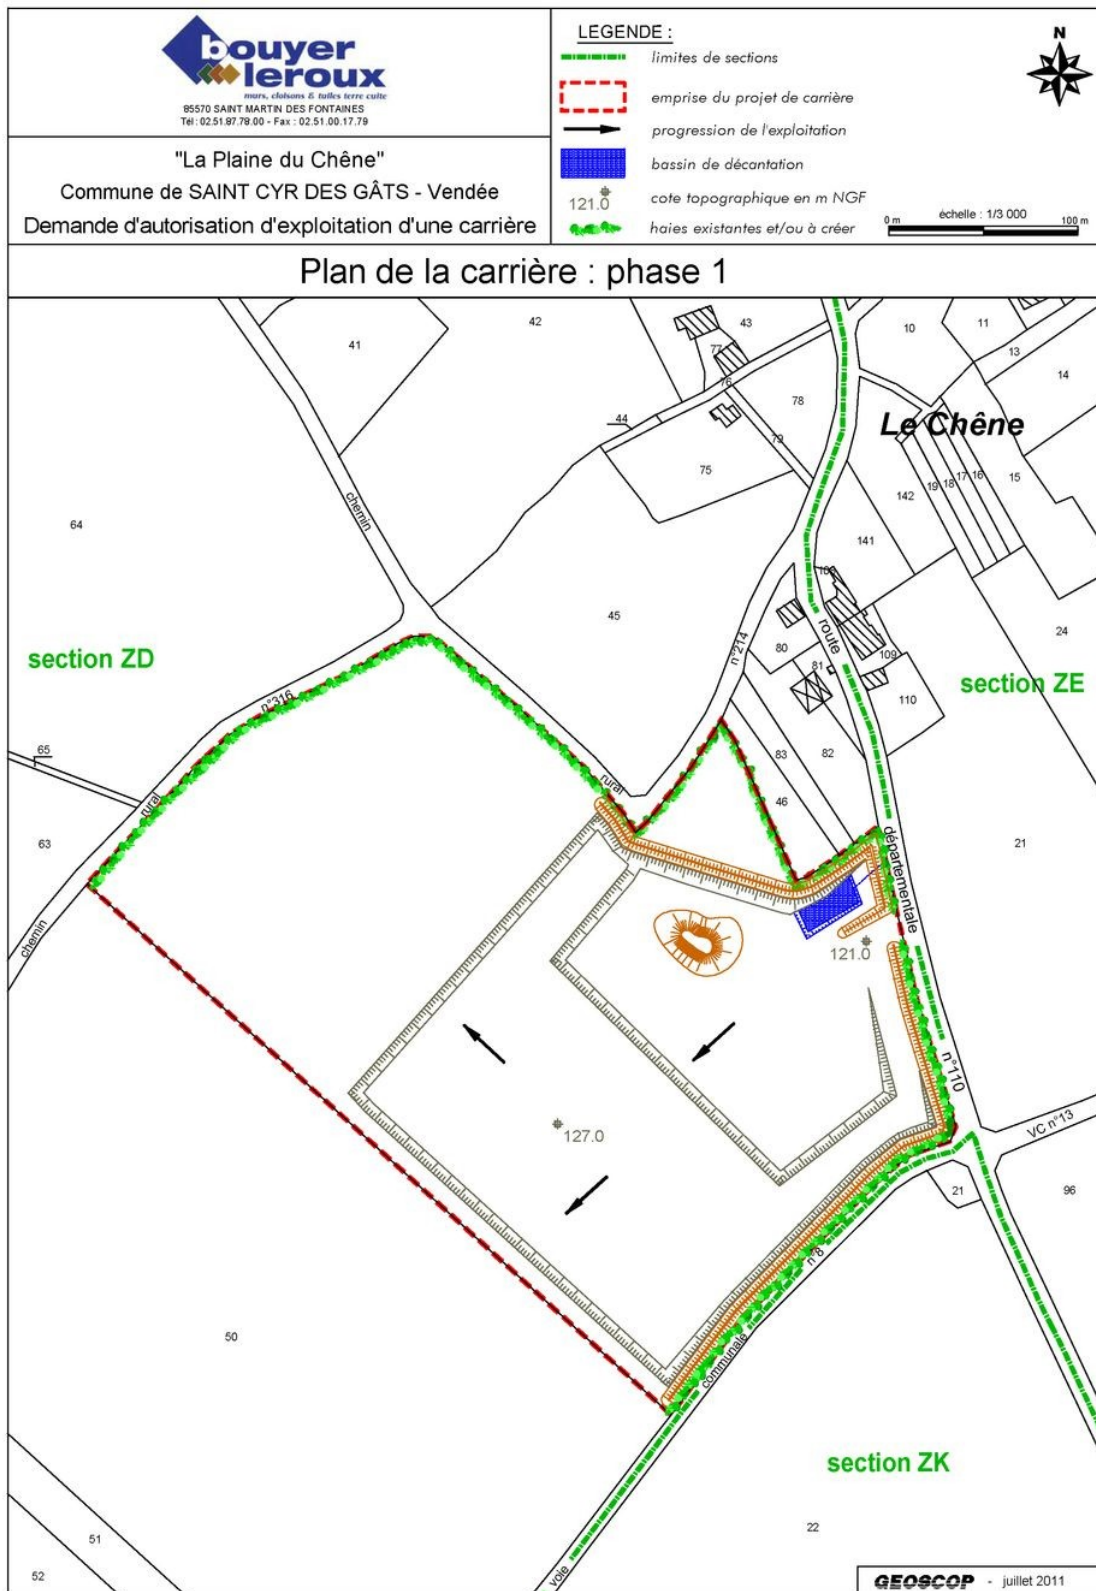 bouyer
leroux
murs, cloisons & tuiles terre cuite
85570 SAINT MARTIN DES FONTAINES
Tél : 02.51.87.78.00 - Fax : 02.51.00.17.79
"La Plaine du Chêne"
Commune de SAINT CYR DES GÂTS - Vendée
Demande d'autorisation d'exploitation d'une carrière
LEGENDE :
limites de sections
emprise du projet de carrière
progression de l'exploitation
bassin de décantation
121.0
cote topographique en m NGF
haies existantes et/ou à créer
N
échelle : 1/3 000
0 m
100 m
Plan de la carrière : phase 1
42
43
41
77
76
10
11
13
14
78
44
79
Le Chêne
75
15
16
17
18
19
142
chemin
64
141
45
24
section ZD
n°214
80
81
route
109
110
section ZE
n°316
65
rural
rural
83
82
46
63
21
départementale
chemin
121.0
n°110
127.0
VC n°13
21
96
n°8
50
communale
section ZK
22
51
52
voie
GEOSCOP - juillet 2011